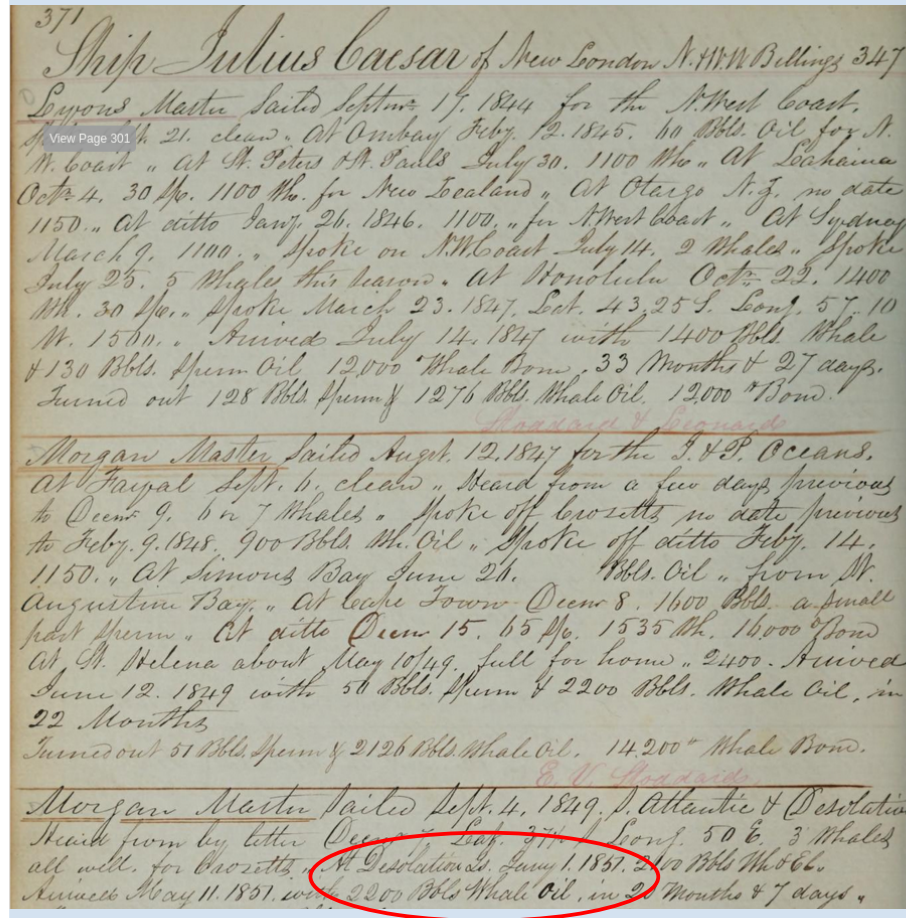 371
Ship Julius Caesar of New London N. & W. W Billings 347
Lyons Master Sailed Septmr 17. 1844 for the N. West Coast.
21. clean " At Ombay Feby. 12. 1845. 60 Bbls. Oil for N.
View Page 301
W. Coast " at St. Peters & St. Pauls July 30. 1100 Wh " At Lahaina
Octr 4. 30 Sp. 1100 Wh. for New Zealand " At Otargo N. Z. no date
1150. " at ditto Jany. 26. 1846. 1100. " for N West Coast " At Sydney
March 9. 1100. " Spoke on N.W. Coast July 14. 2 Whales " Spoke
July 25. 5 Whales this season " at Honolulu Octr 22. 1400
Wh. 30 Sp. " Spoke March 23. 1847. Lat. 43,25 S. Long. 57.10
W. 1500. " Arrived July 14. 1847 with 1400 Bbls. Whale
& 130 Bbls. Sperm Oil 12,000 Whale Bone. 33 Months & 27 days.
Turned out 128 Bbls Sperm & 1276 Bbls. Whale Oil. 12,000 Bone.
Stoddard & Leonard
Morgan Master Sailed Augst. 12. 1847 for the I. & P. Oceans.
At Fayal Sept. 6. clean " Heard from a few days previous
to Decmr 9. 6 or 7 Whales " Spoke off Crosetts no date previous
to Feby. 9. 1848. 900 Bbls. Wh. Oil " Spoke off ditto Feby. 14.
1150. " At Simons Bay June 26. Bbls. Oil " from St.
Augustine Bay. " At Cape Town Decmr 8. 1600 Bbls. a small
part Sperm " At ditto Decmr 15. 65 Sp. 1535 Wh. 16000 Bone
At St. Helena about May 10/49. full for home " 2400. Arrived
June 12. 1849 with 50 Bbls. Sperm & 2200 Bbls. Whale Oil, in
22 Months
Turned out 51 Bbls. Sperm & 2126 Bbls. Whale Oil. 14,200 Whale Bone.
E. V. Stoddards
Morgan Master Sailed Sept. 4. 1849. S. Atlantic & Desolation
Heard from by letter Lat. 37 S Long. 50 E. 3 Whales
all well. for Crosetts " At Desolation Is. Jany 1. 1851. 2100 Bbls Wh &
Arrived May 11. 1851. with 2200 Bbls Whale Oil, in 20 Months & 7 days "